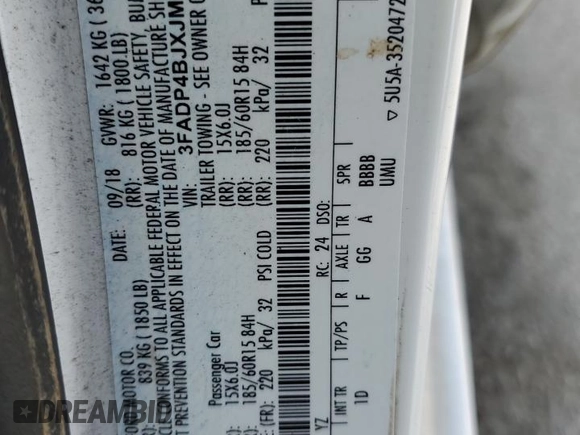 MOTOR CO.
DATE: 09/18 GVWR: 1642 KG (
839 KG (1850 LB) (RR): 816 KG (1800 LB)
TO ALL APPLICABLE FEDERAL MOTOR VEHICLE SAFETY,
T PREVENTION STANDARDS IN EFFECT ON THE DATE OF MANUFACTURE
VIN: 3FADP4BJXJM
Passenger Car TRAILER TOWING - SEE OWNER
15X6.0J (RR): 15X6.0J
185/60R15 84H (RR): 185/60R15 84H
(FR): 220 kPa/ 32 PSI COLD (RR): 220 kPa/ 32
YZ RC: 24 DSO:
INT TR TP/PS R AXLE TR SPR
1D F GG A BBBB
UMU
▽ 5U5A-3520472
DREAMBID